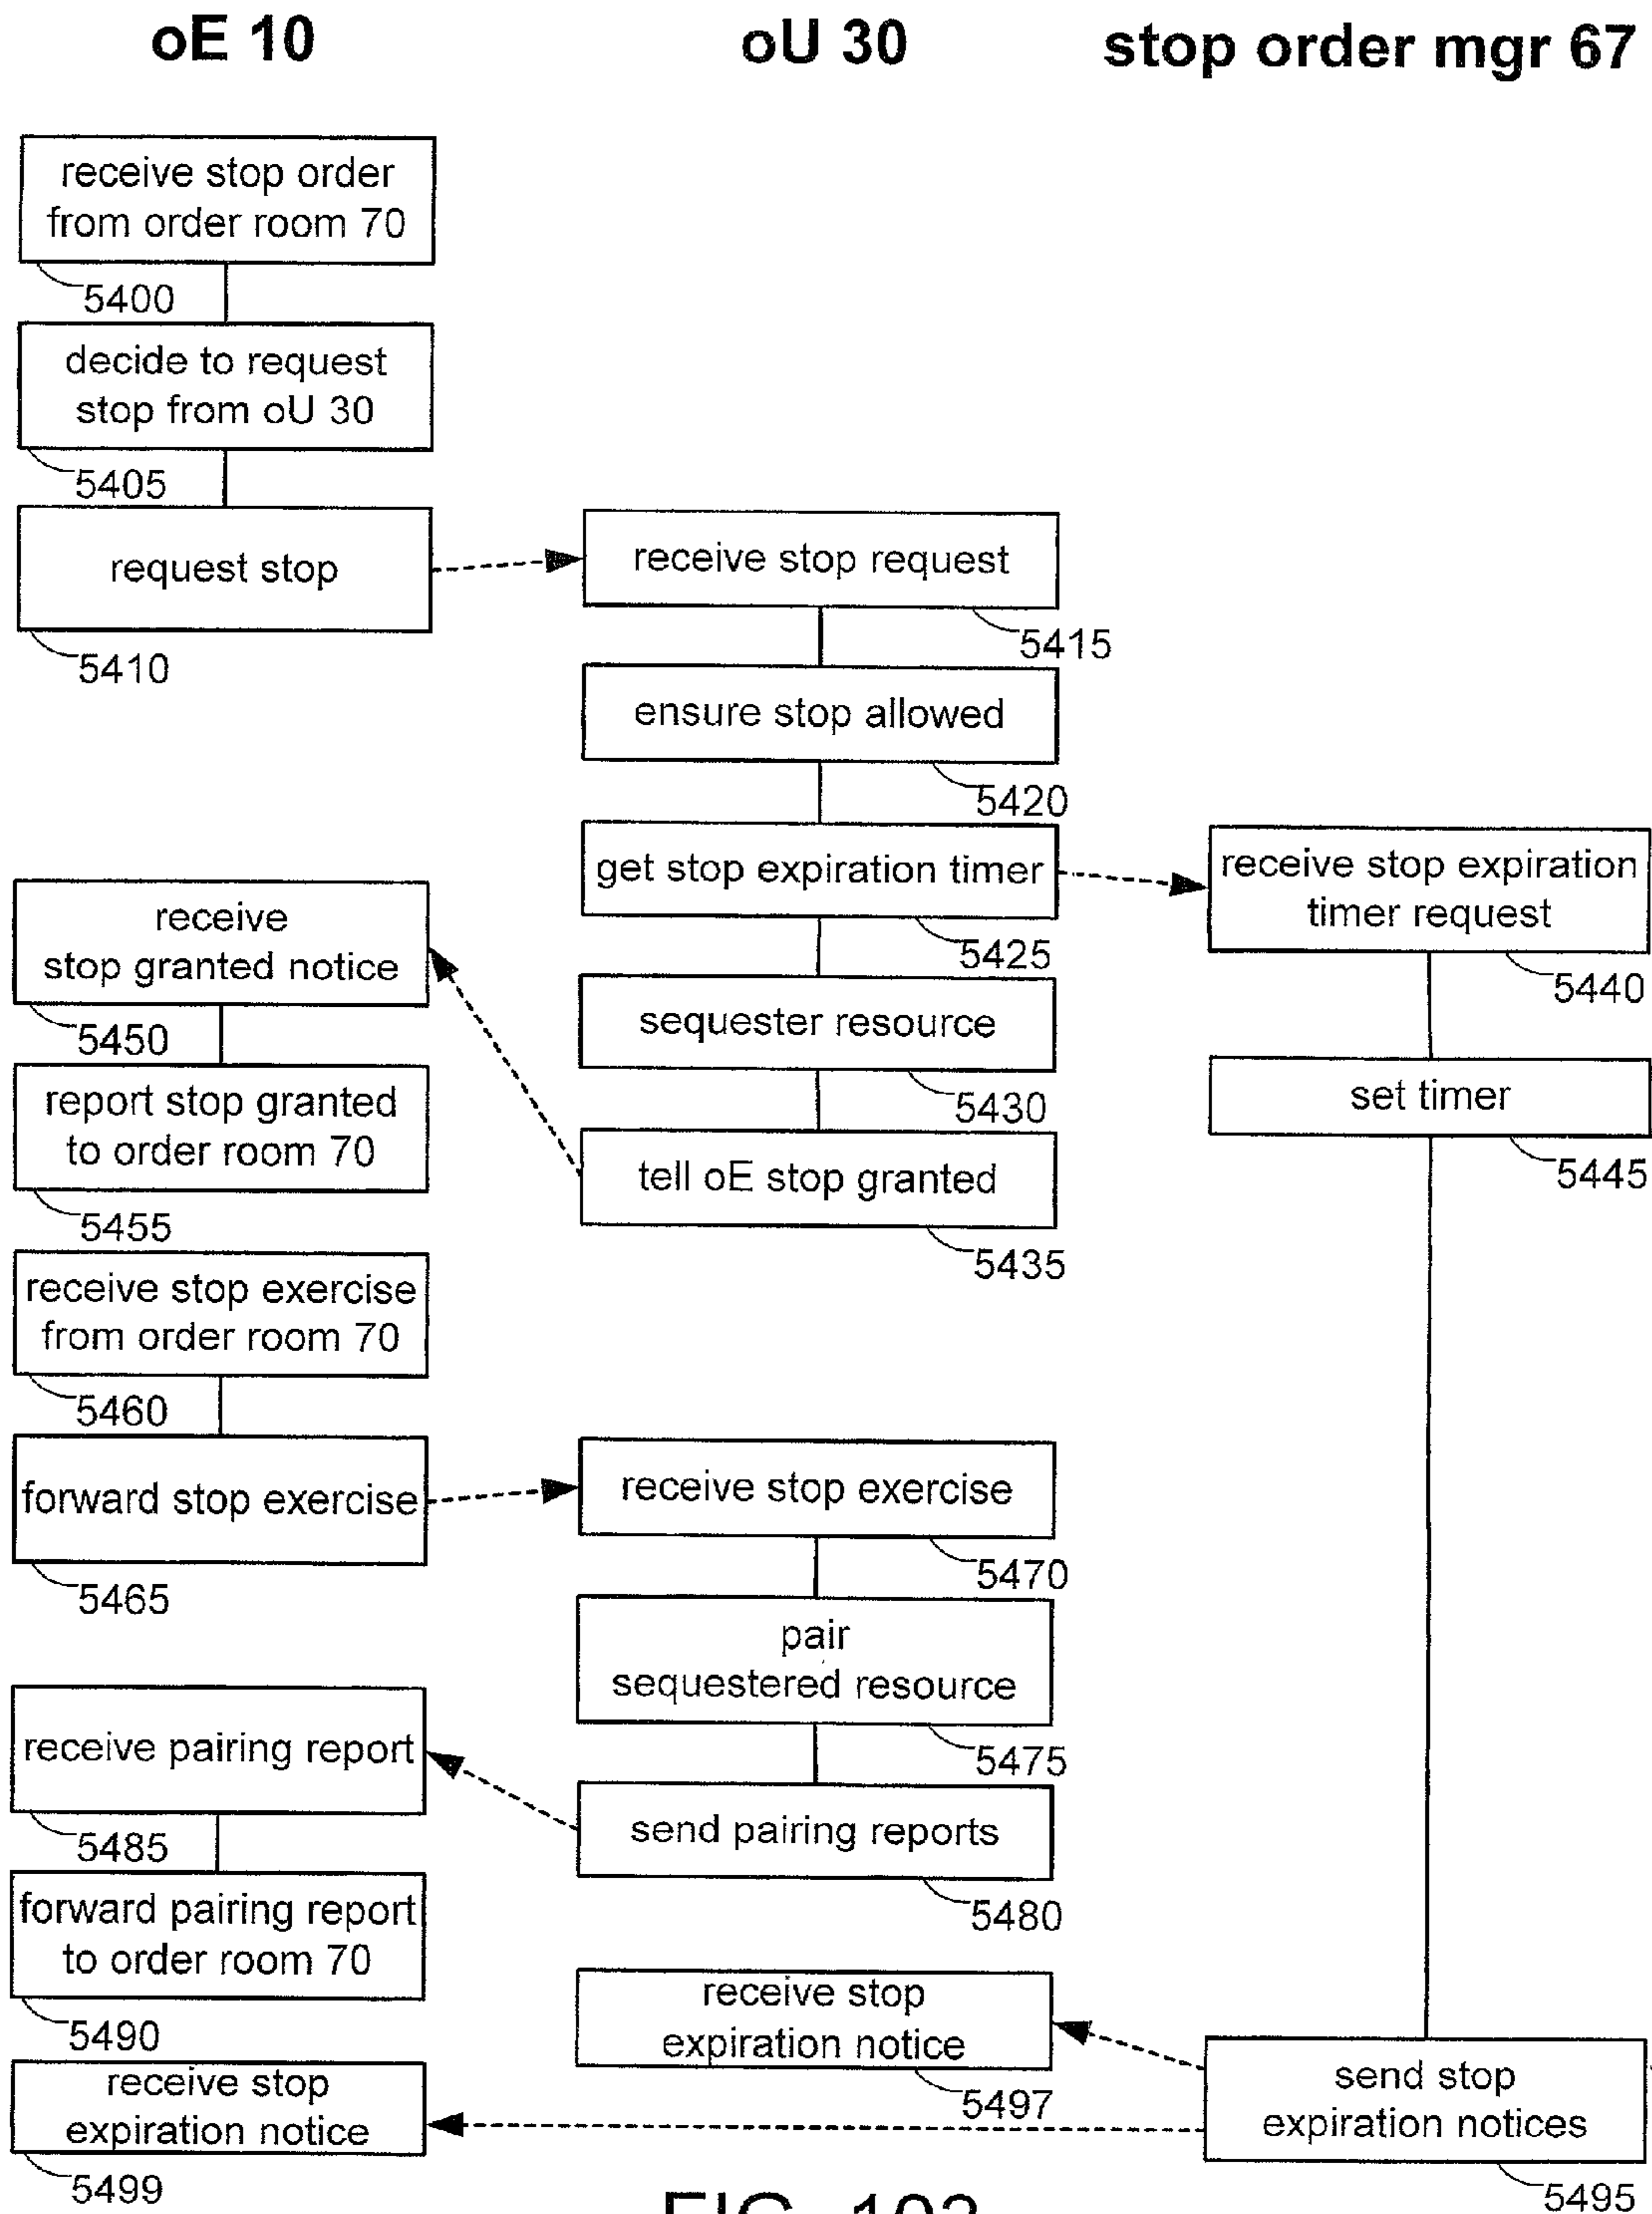 oE 10
oU 30
stop order mgr 67
receive stop order
from order room 70
5400
decide to request
stop from oU 30
5405
request stop
5410
receive stop request
5415
ensure stop allowed
5420
get stop expiration timer
5425
receive stop expiration
timer request
5440
receive
stop granted notice
5450
sequester resource
5430
set timer
5445
report stop granted
to order room 70
5455
tell oE stop granted
5435
receive stop exercise
from order room 70
5460
forward stop exercise
5465
receive stop exercise
5470
pair
sequestered resource
5475
receive pairing report
5485
send pairing reports
5480
forward pairing report
to order room 70
5490
receive stop
expiration notice
5497
send stop
expiration notices
5495
receive stop
expiration notice
5499